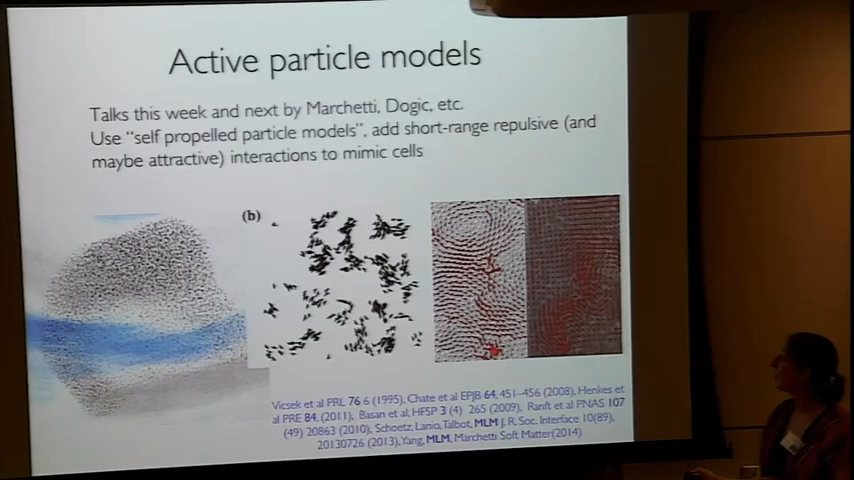 Active particle models
Talks this week and next by Marchetti, Dogic, etc.
Use “self propelled particle models”, add short-range repulsive (and
maybe attractive) interactions to mimic cells
(b)
Vicsek et al PRL 76 6 (1995), Chate et al EPJB 64, 451–456 (2008), Henkes et
al PRE 84, (2011), Basan et al, HFSP 3 (4) 265 (2009), Ranft et al PNAS 107
(49) 20863 (2010), Schoetz, Lanio, Talbot, MLM J. R. Soc. Interface 10(89),
20130726 (2013), Yang, MLM, Marchetti Soft Matter(2014)